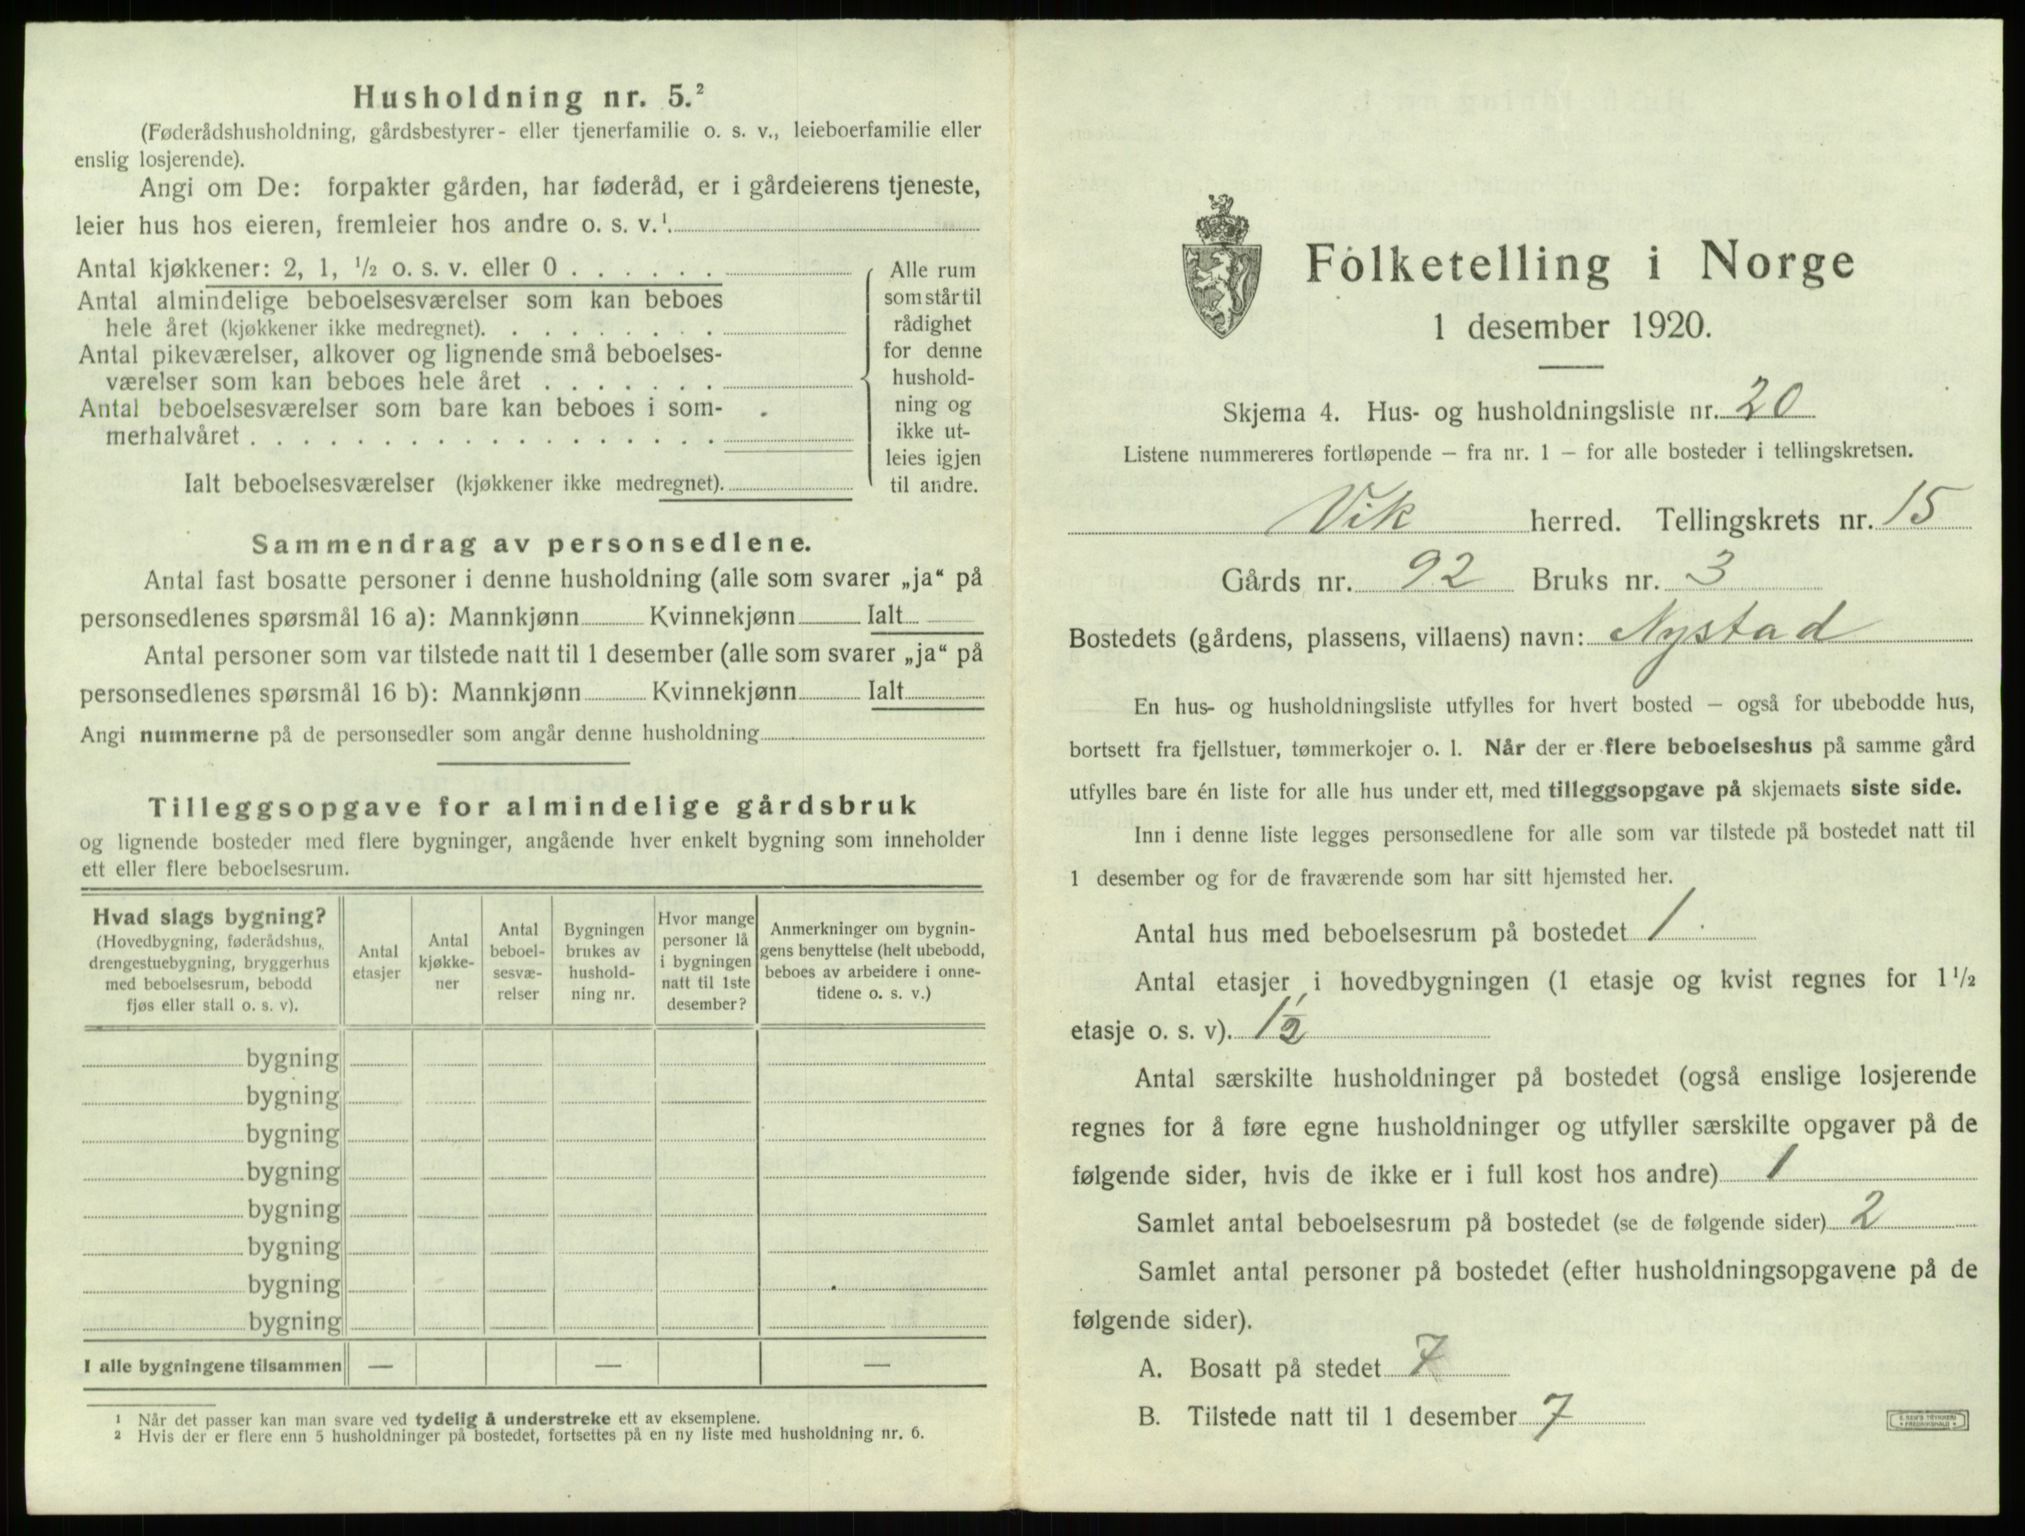 Husholdning nr. 5.²
(Føderådshusholdning, gårdsbestyrer- eller tjenerfamilie o. s. v., leieboerfamilie eller
enslig losjerende).
Angi om De: forpakter gården, har føderåd, er i gårdeierens tjeneste,
leier hus hos eieren, fremleier hos andre o. s. v.¹
Antal kjøkkener: 2, 1, ½ o. s. v. eller 0 . . . . . .
Antal almindelige beboelsesværelser som kan beboes
hele året (kjøkkener ikke medregnet). . . . . . . . .
Antal pikeværelser, alkover og lignende små beboelses-
værelser som kan beboes hele året . . . . . . .
Antal beboelsesværelser som bare kan beboes i som-
merhalvåret . . . . . . . . . . . . . . . . . .
Ialt beboelsesværelser (kjøkkener ikke medregnet).
Alle rum
som står til
rådighet
for denne
hushold-
ning og
ikke ut-
leies igjen
til andre.
Sammendrag av personsedlene.
Antal fast bosatte personer i denne husholdning (alle som svarer „ja“ på
personsedlenes spørsmål 16 a): Mannkjønn Kvinnekjønn Ialt
Antal personer som var tilstede natt til 1 desember (alle som svarer „ja“ på
personsedlenes spørsmål 16 b): Mannkjønn Kvinnekjønn Ialt
Angi nummerne på de personsedler som angår denne husholdning
Tilleggsopgave for almindelige gårdsbruk
og lignende bosteder med flere bygninger, angående hver enkelt bygning som inneholder
ett eller flere beboelsesrum.
Hvad slags bygning?
(Hovedbygning, føderådshus,
drengestuebygning, bryggerhus
med beboelsesrum, bebodd
fjøs eller stall o. s. v).
Antal
etasjer
Antal
kjøkke-
ner
Antal
beboel-
sesvæ-
relser
Bygningen
brukes av
hushold-
ning nr.
Hvor mange
personer lå
i bygningen
natt til 1ste
desember?
Anmerkninger om bygnin-
gens benyttelse (helt ubebodd,
beboes av arbeidere i onne-
tidene o. s. v.)
bygning
bygning
bygning
bygning
bygning
bygning
bygning
bygning
I alle bygningene tilsammen — — —
¹ Når det passer kan man svare ved tydelig å understreke ett av eksemplene.
² Hvis der er flere enn 5 husholdninger på bostedet, fortsettes på en ny liste med husholdning nr. 6.
Folketelling i Norge
1 desember 1920.
Skjema 4. Hus- og husholdningsliste nr. 20
Listene nummereres fortløpende – fra nr. 1 – for alle bosteder i tellingskretsen.
Vik herred. Tellingskrets nr. 15
Gårds nr. 92 Bruks nr. 3
Bostedets (gårdens, plassens, villaens) navn: Nystad
En hus- og husholdningsliste utfylles for hvert bosted – også for ubebodde hus,
bortsett fra fjellstuer, tømmerkojer o. l. Når der er flere beboelseshus på samme gård
utfylles bare én liste for alle hus under ett, med tilleggsopgave på skjemaets siste side.
Inn i denne liste legges personsedlene for alle som var tilstede på bostedet natt til
1 desember og for de fraværende som har sitt hjemsted her.
Antal hus med beboelsesrum på bostedet 1.
Antal etasjer i hovedbygningen (1 etasje og kvist regnes for 1½
etasje o. s. v). 1½
Antal særskilte husholdninger på bostedet (også enslige losjerende
regnes for å føre egne husholdninger og utfyller særskilte opgaver på de
følgende sider, hvis de ikke er i full kost hos andre) 1
Samlet antal beboelsesrum på bostedet (se de følgende sider) 2
Samlet antal personer på bostedet (efter husholdningsopgavene på de
følgende sider).
A. Bosatt på stedet 7
B. Tilstede natt til 1 desember 7